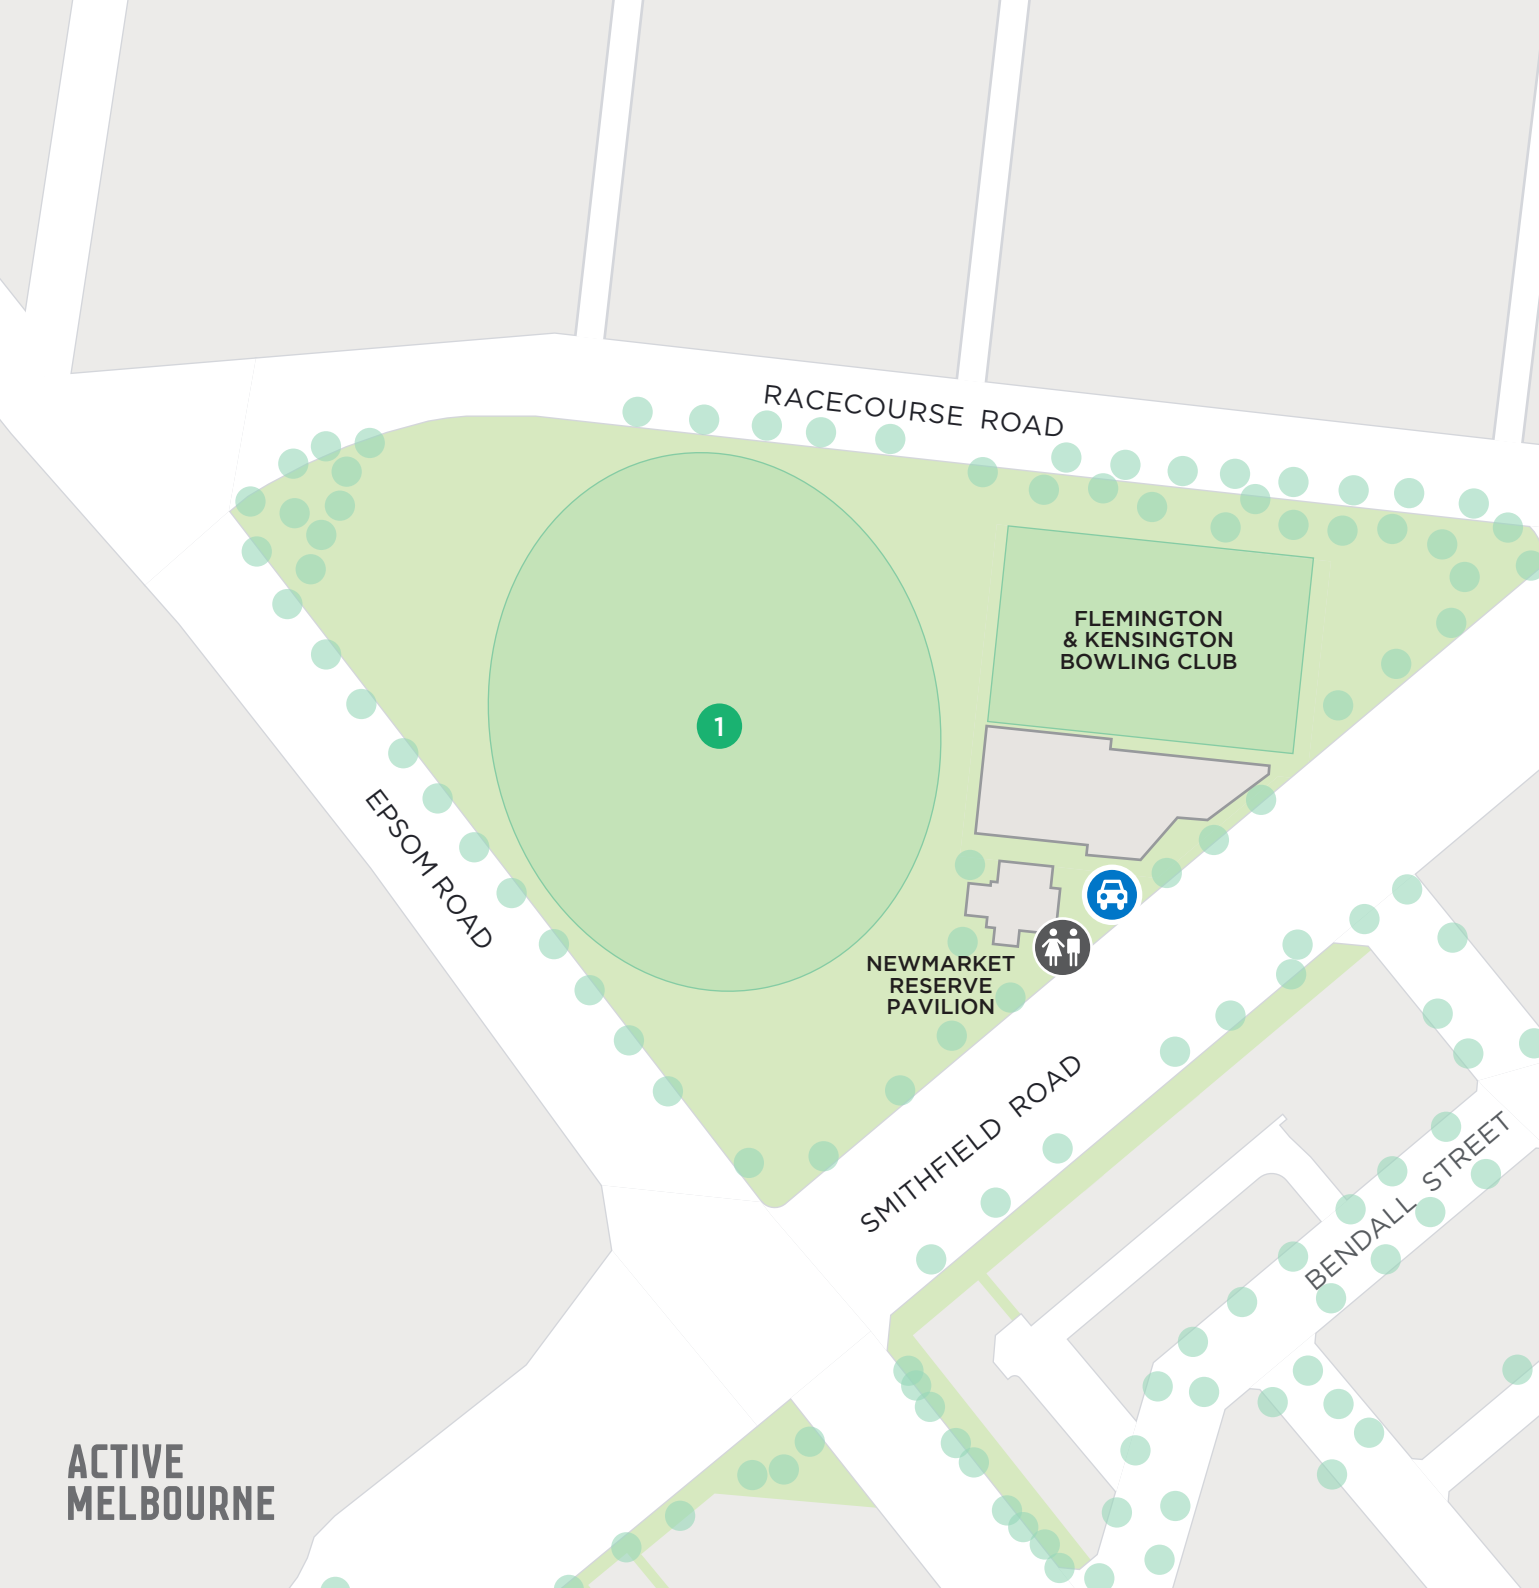 RACECOURSE ROAD
FLEMINGTON
& KENSINGTON
BOWLING CLUB
1
EPSOM ROAD
NEWMARKET
RESERVE
PAVILION
SMITHFIELD ROAD
BENDALL STREET
ACTIVE
MELBOURNE